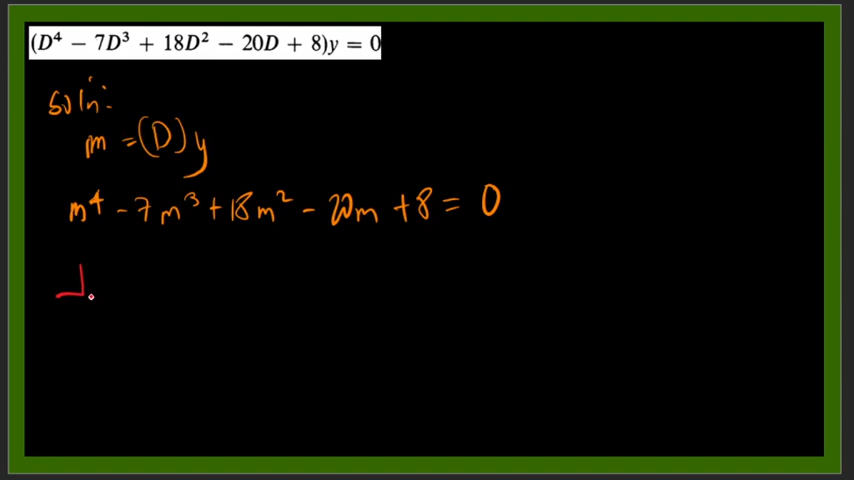 (D⁴ − 7D³ + 18D² − 20D + 8)y = 0
soln:
m = (D)y
m⁴ - 7m³ + 18m² - 20m + 8 = 0